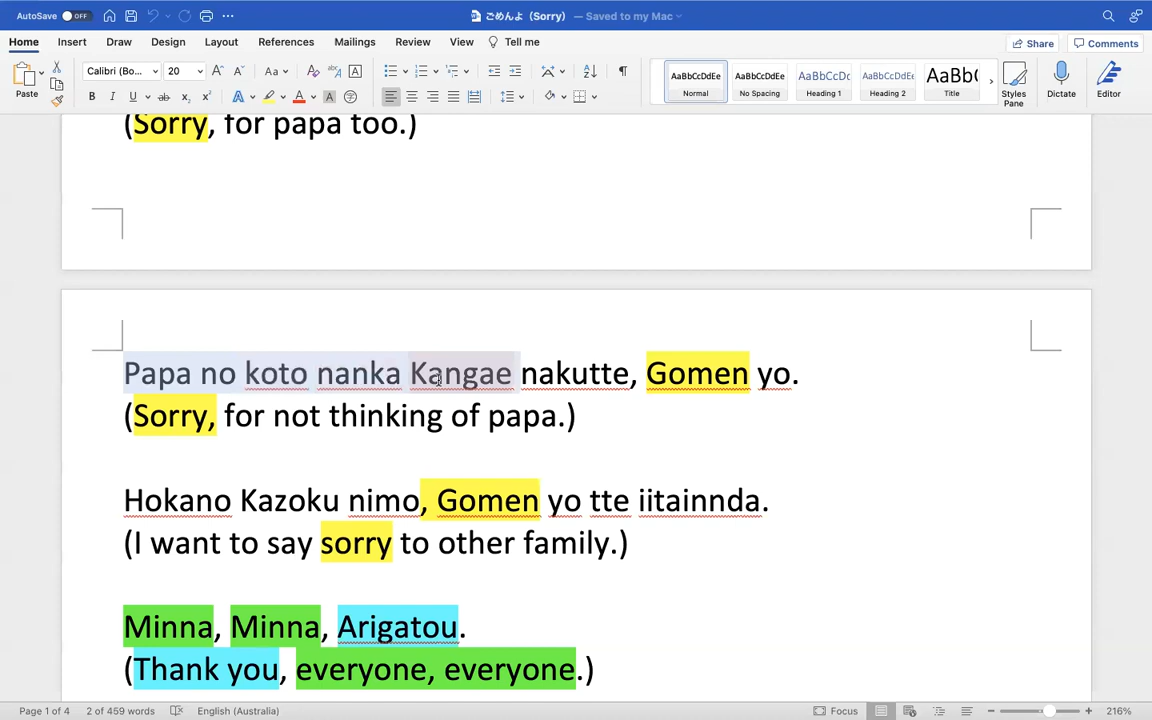 AutoSave OFF ごめんよ (Sorry) — Saved to my Mac
Home Insert Draw Design Layout References Mailings Review View Tell me Share Comments
Paste Calibri (Bo... 20 Aa A AaBbCcDdEe Normal AaBbCcDdEe No Spacing AaBbCcDc Heading 1 AaBbCcDdEe Heading 2 AaBb( Title Styles Pane Dictate Editor
B I U ab x₂ x² A A A
(Sorry, for papa too.)
Papa no koto nanka Kangae nakutte, Gomen yo.
(Sorry, for not thinking of papa.)
Hokano Kazoku nimo, Gomen yo tte iitainnda.
(I want to say sorry to other family.)
Minna, Minna, Arigatou.
(Thank you, everyone, everyone.)
Page 1 of 4 2 of 459 words English (Australia) Focus 216%